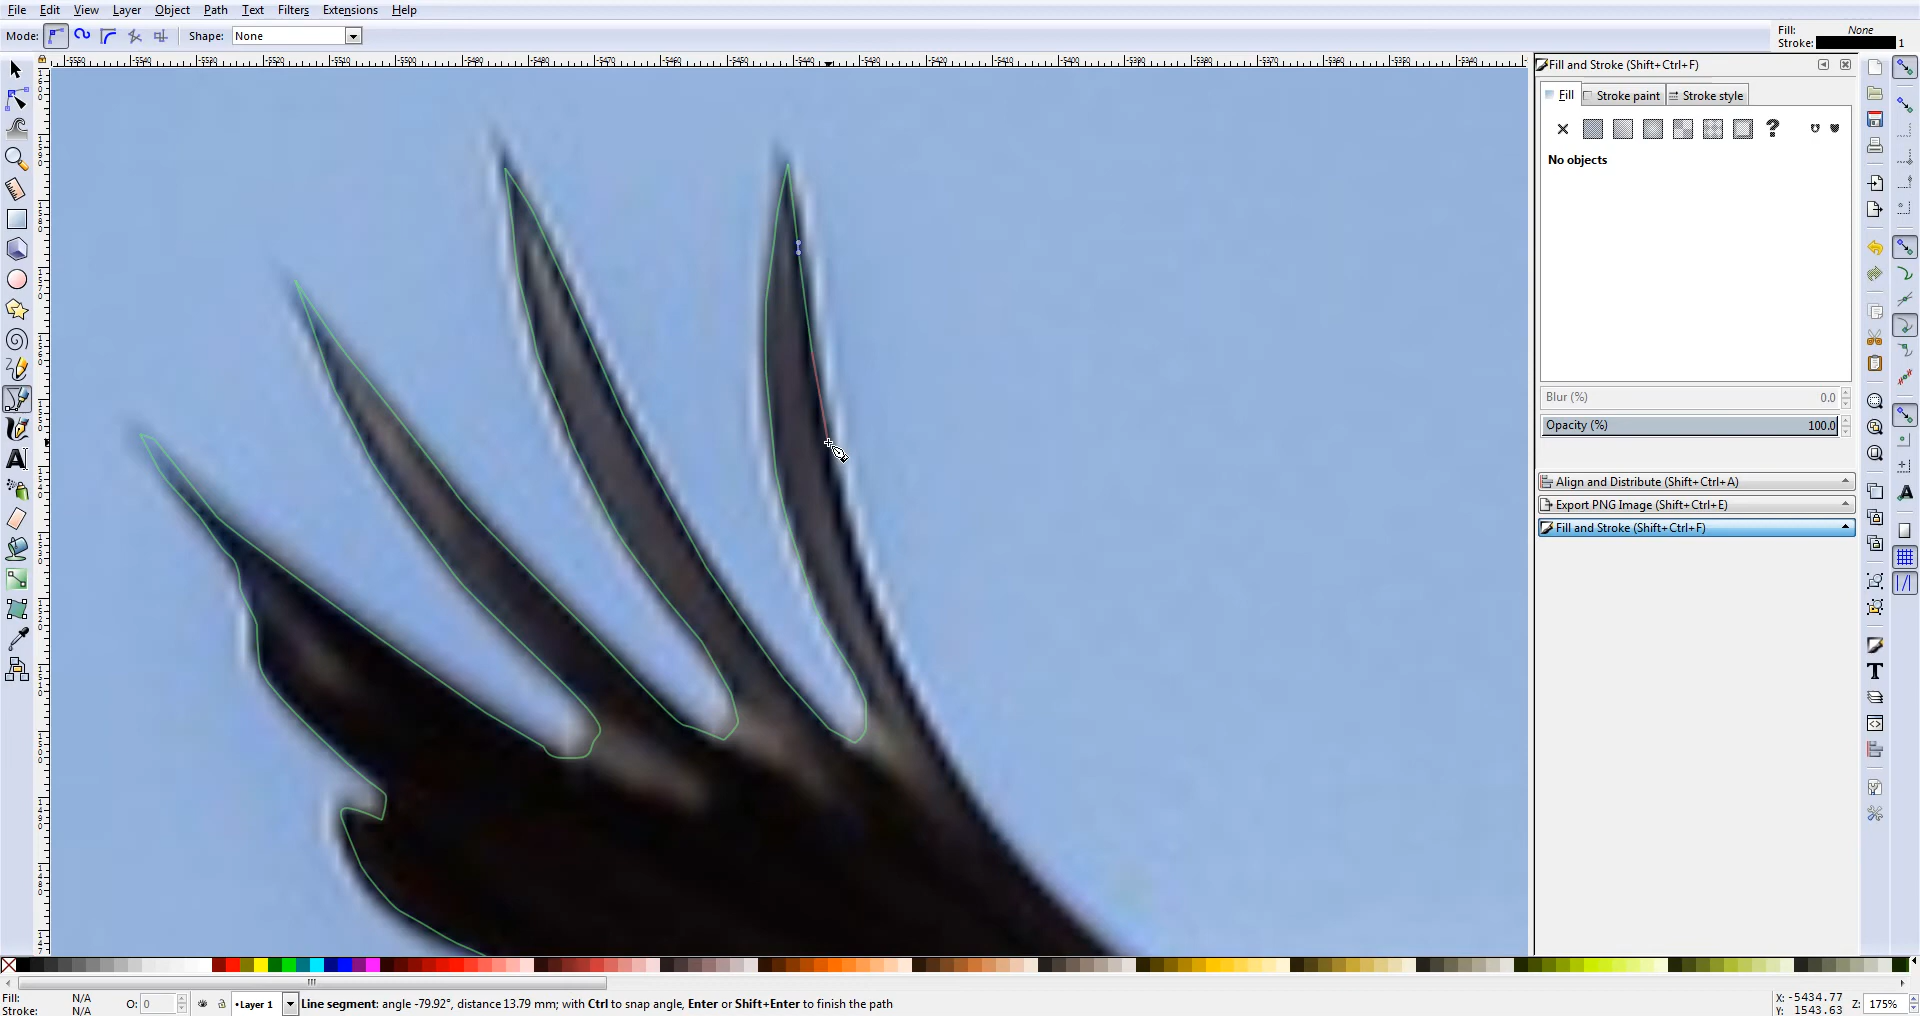 File Edit View Layer Object Path Text Filters Extensions Help
Mode: Shape: None
Fill: None
Stroke: 1
Fill and Stroke (Shift+Ctrl+F)
Fill Stroke paint Stroke style
?
No objects
Blur (%) 0.0
Opacity (%) 100.0
Align and Distribute (Shift+Ctrl+A)
Export PNG Image (Shift+Ctrl+E)
Fill and Stroke (Shift+Ctrl+F)
Fill: N/A
Stroke: N/A
O: 0
•Layer 1
Line segment: angle -79.92°, distance 13.79 mm; with Ctrl to snap angle, Enter or Shift+Enter to finish the path
X: -5434.77
Y: 1543.63
Z: 175%